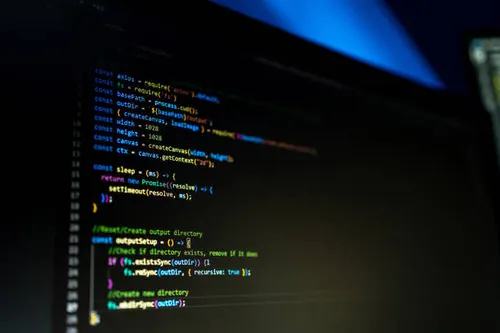 const axios = require('axios').default;
const fs = require('fs')
const basePath = process.cwd();
const outDir = `${basePath}/output`;
const { createCanvas, loadImage } = require(
const width = 1028
const height = 1028
const canvas = createCanvas(width, height);
const ctx = canvas.getContext("2d");
const sleep = (ms) => {
return new Promise((resolve) => {
setTimeout(resolve, ms);
});
}
//Reset/Create output directory
const outputSetup = () => {
//Check if directory exists, remove if it does
if (fs.existsSync(outDir)) {
fs.rmSync(outDir, { recursive: true });
}
//Create new directory
fs.mkdirSync(outDir);
}